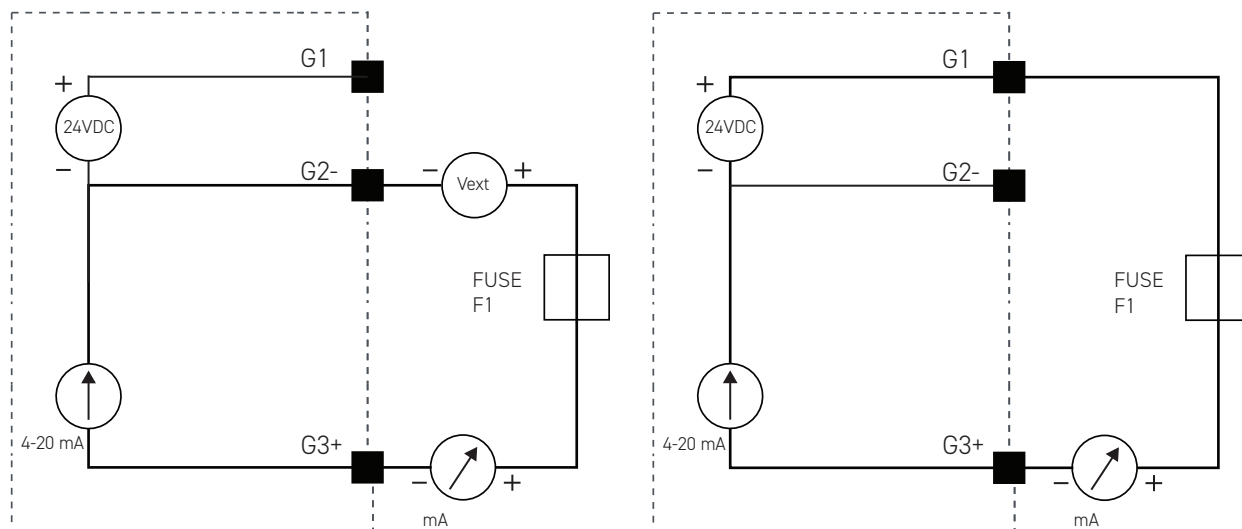 G1
+
24VDC
−
G2-
− Vext +
FUSE
F1
4-20 mA
G3+
− +
mA
G1
+
24VDC
−
G2-
FUSE
F1
4-20 mA
G3+
− +
mA